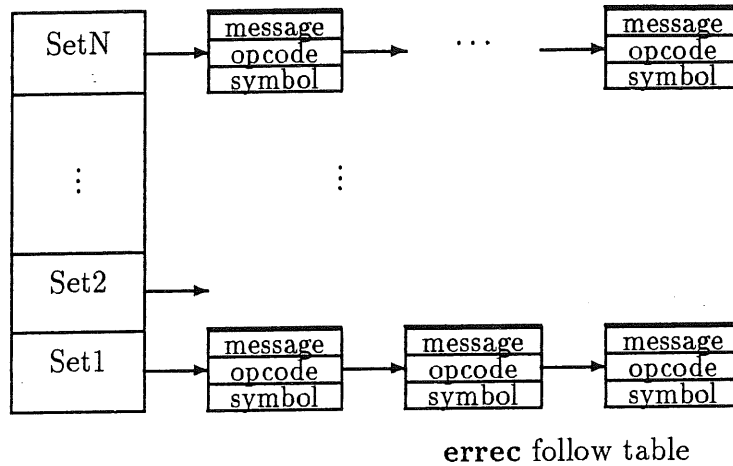 SetN
message
opcode
symbol
...
message
opcode
symbol
⋮
⋮
Set2
Set1
message
opcode
symbol
message
opcode
symbol
message
opcode
symbol
errec follow table